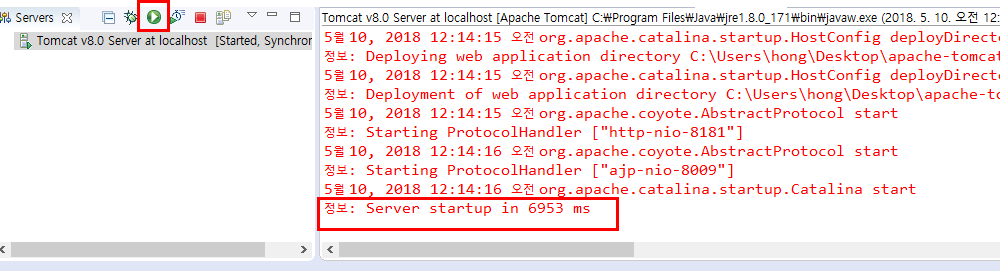 Servers
Tomcat v8.0 Server at localhost [Started, Synchror
Tomcat v8.0 Server at localhost [Apache Tomcat] C:₩Program Files₩Java₩jre1.8.0_171₩bin₩javaw.exe (2018. 5. 10. 오전 12:
5월 10, 2018 12:14:15 오전 org.apache.catalina.startup.HostConfig deployDirecto
정보: Deploying web application directory C:\Users\hong\Desktop\apache-tomcat
5월 10, 2018 12:14:15 오전 org.apache.catalina.startup.HostConfig deployDirecto
정보: Deployment of web application directory C:\Users\hong\Desktop\apache-to
5월 10, 2018 12:14:15 오전 org.apache.coyote.AbstractProtocol start
정보: Starting ProtocolHandler ["http-nio-8181"]
5월 10, 2018 12:14:16 오전 org.apache.coyote.AbstractProtocol start
정보: Starting ProtocolHandler ["ajp-nio-8009"]
5월 10, 2018 12:14:16 오전 org.apache.catalina.startup.Catalina start
정보: Server startup in 6953 ms